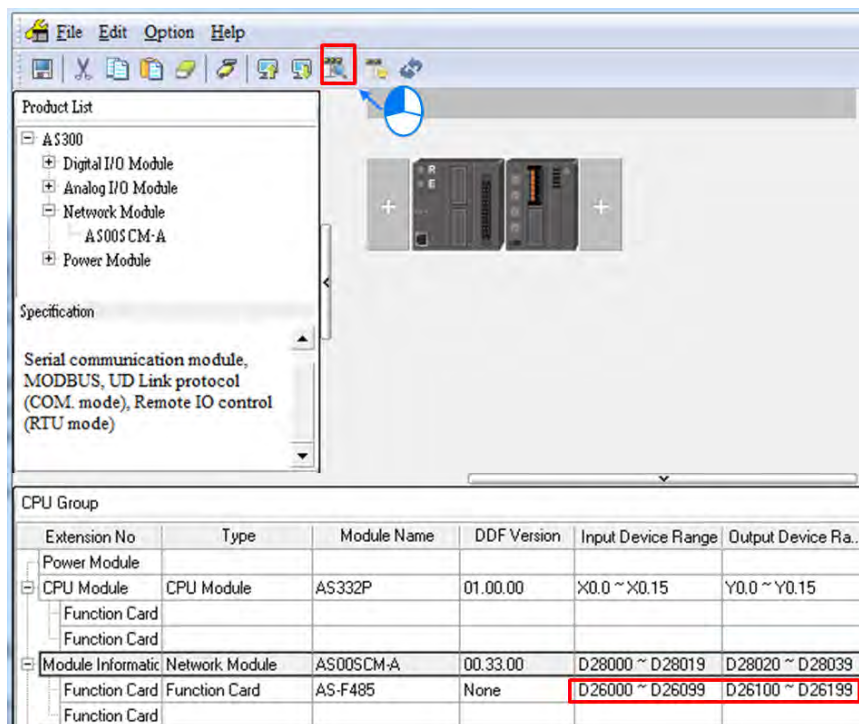 File Edit Option Help
Product List
AS300
Digital I/O Module
Analog I/O Module
Network Module
AS00SCM-A
Power Module
Specification
Serial communication module,
MODBUS, UD Link protocol
(COM. mode), Remote IO control
(RTU mode)
R
E
CPU Group
Extension No Type Module Name DDF Version Input Device Range Output Device Ra..
Power Module
CPU Module CPU Module AS332P 01.00.00 X0.0 ~ X0.15 Y0.0 ~ Y0.15
Function Card
Function Card
Module Informatic Network Module AS00SCM-A 00.33.00 D28000 ~ D28019 D28020 ~ D28039
Function Card Function Card AS-F485 None D26000 ~ D26099 D26100 ~ D26199
Function Card